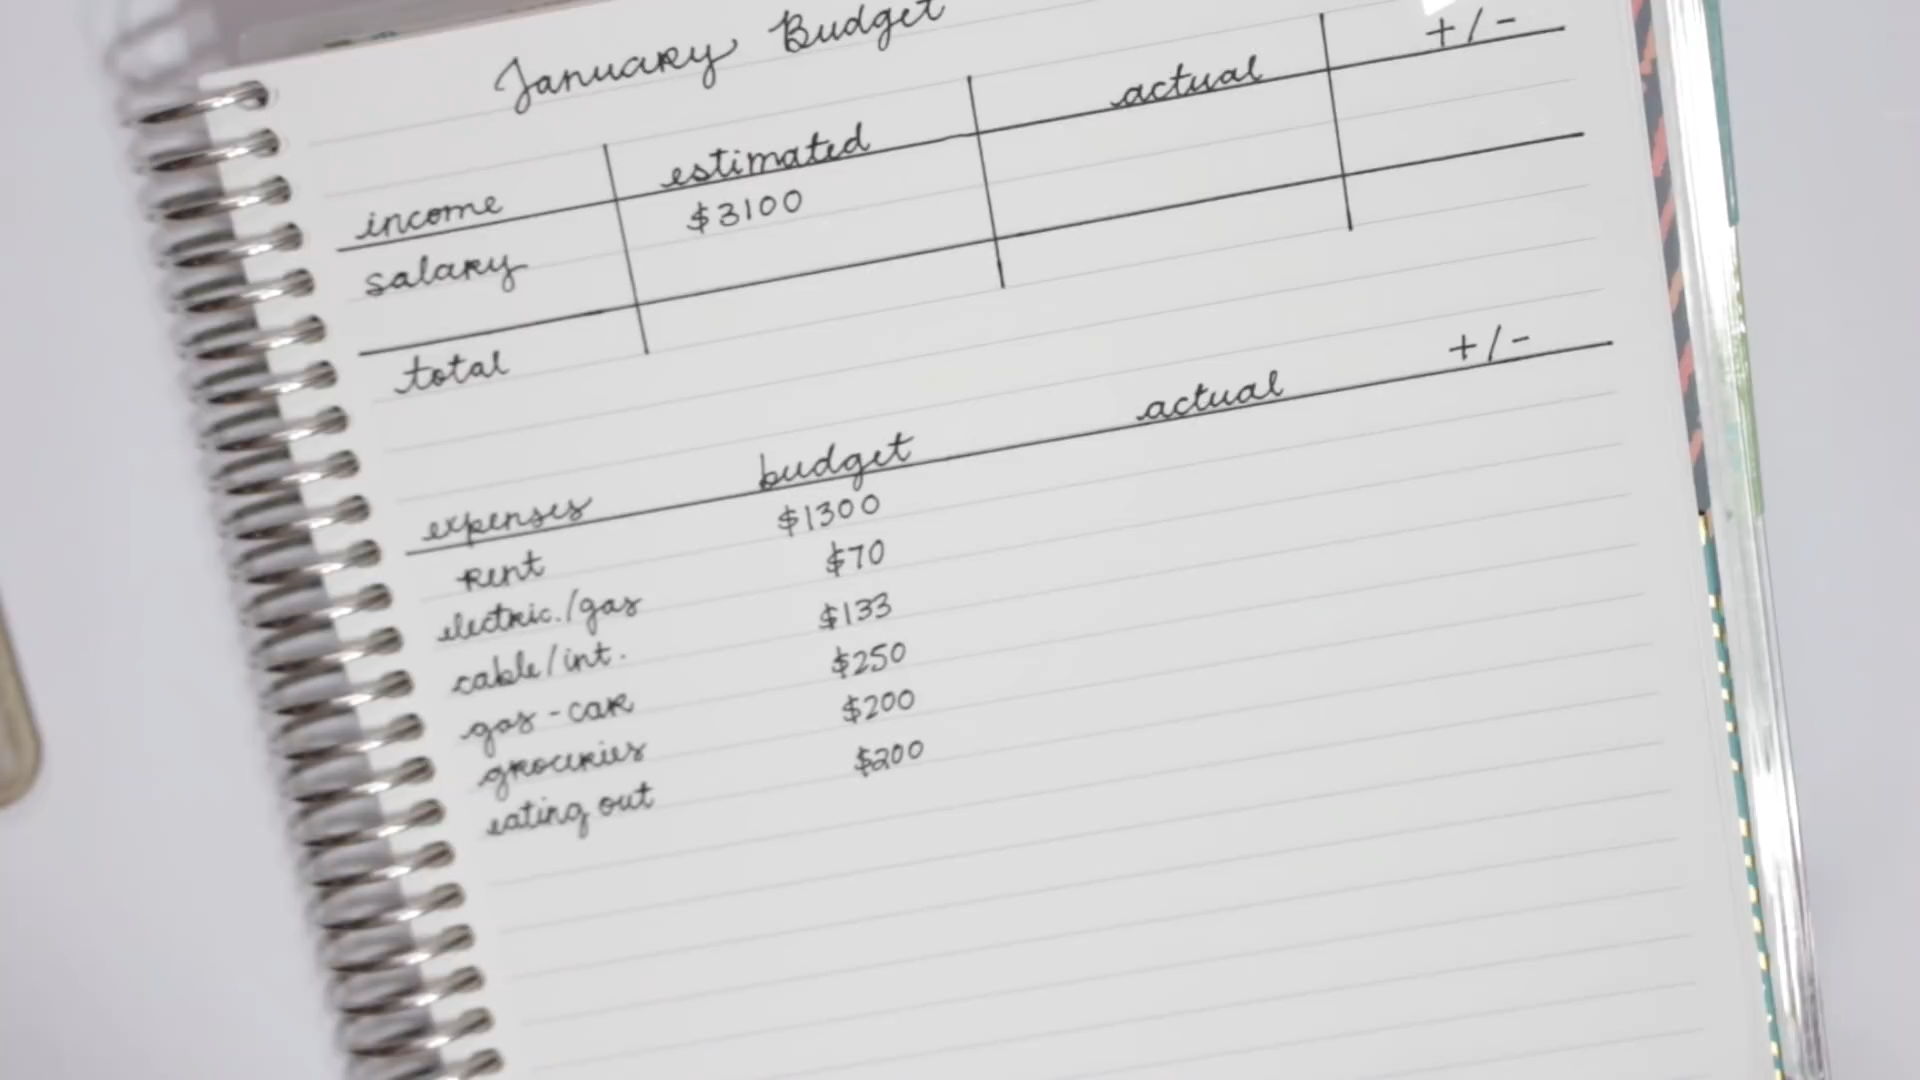 January Budget
income estimated actual +/-
salary $3100
total
expenses budget actual +/-
rent $1300
electric./gas $70
cable/int. $133
gas - car $250
groceries $200
eating out $200